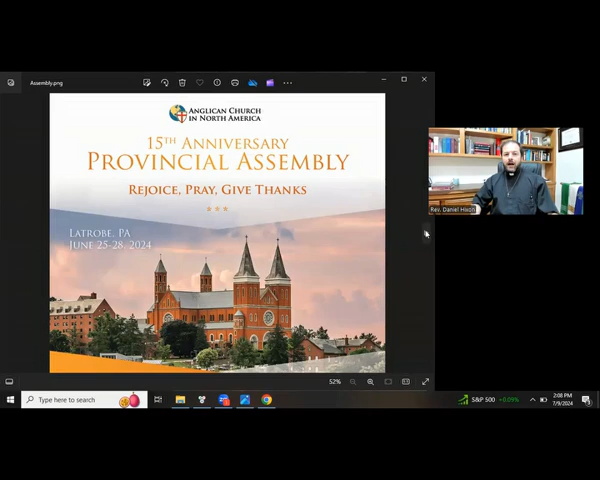 Assembly.png
Anglican Church
in North America
15th Anniversary
Provincial Assembly
Rejoice, Pray, Give Thanks
Latrobe, PA
June 25-28, 2024
Rev. Daniel Hixon
52%
Type here to search
S&P 500 +0.09%
2:08 PM
7/9/2024